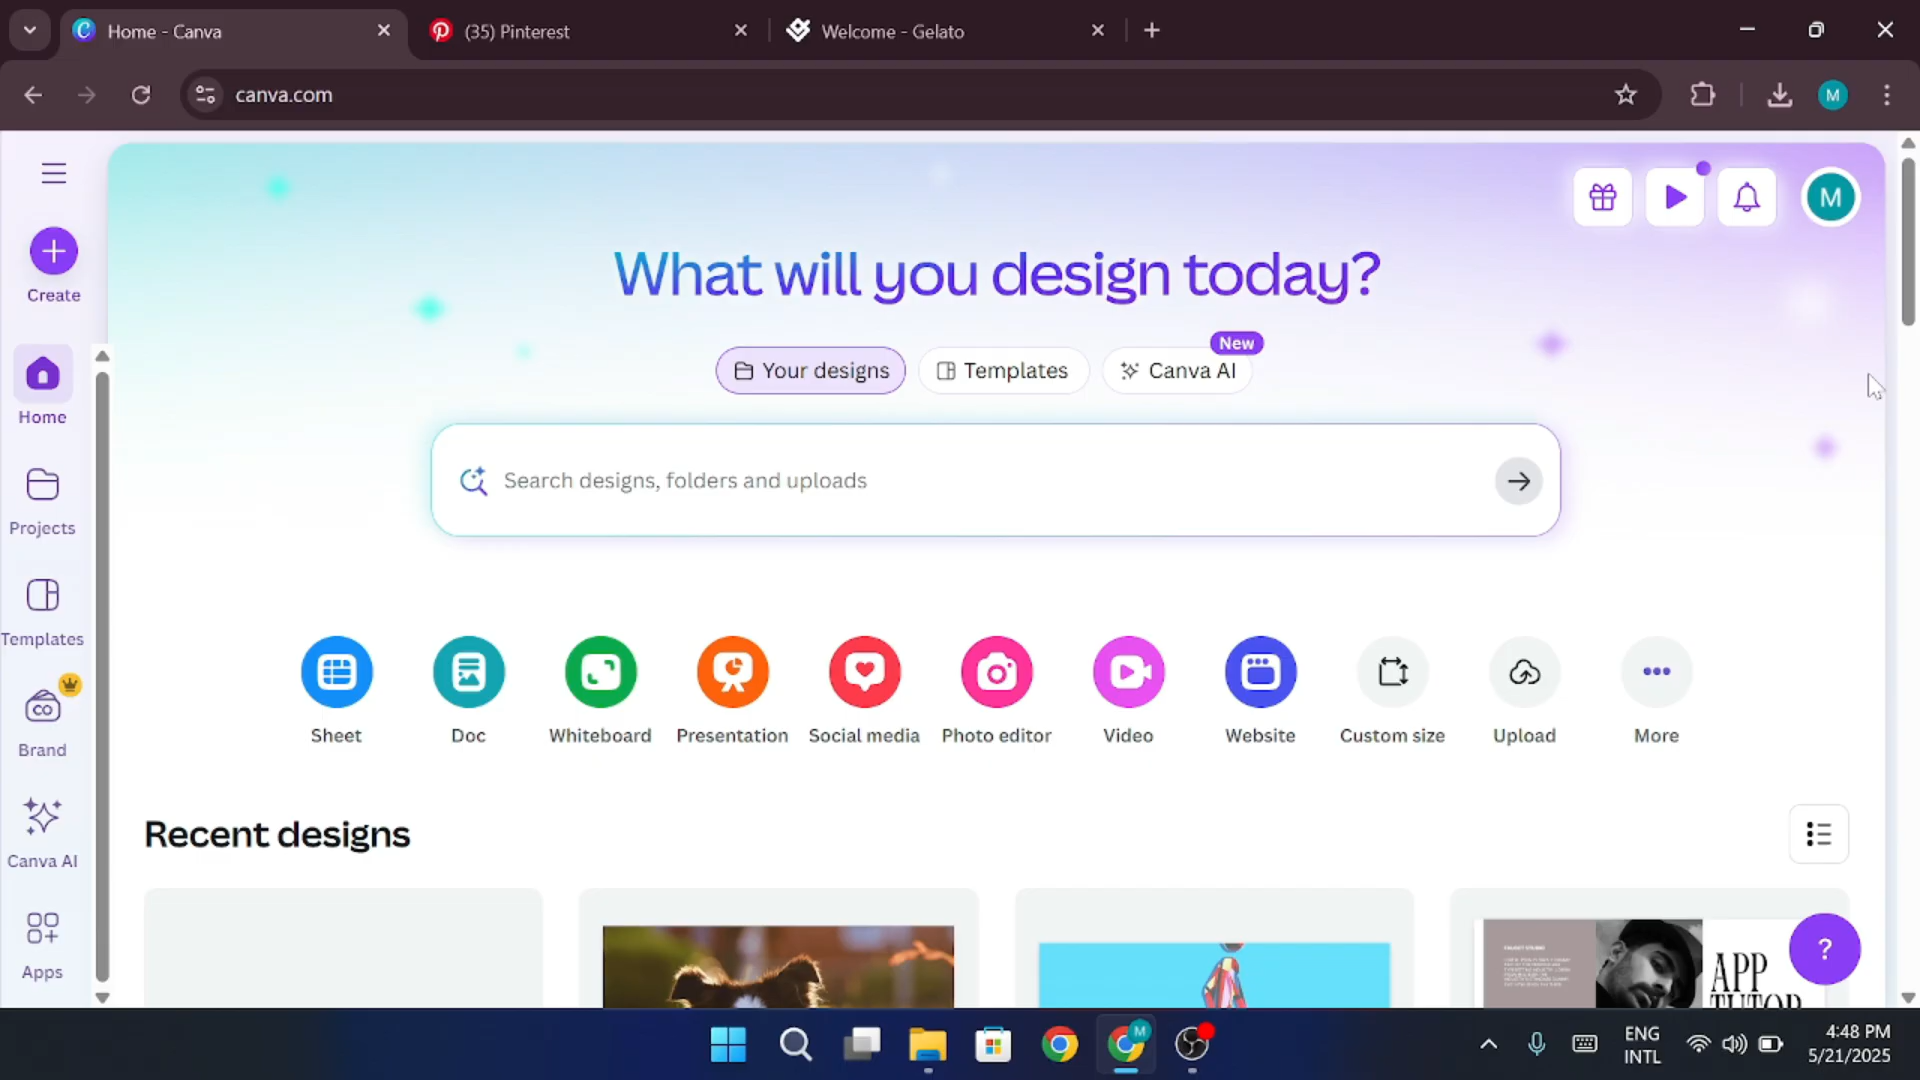 Home - Canva
(35) Pinterest
Welcome - Gelato
canva.com
M
M
What will you design today?
Create
New
Your designs
Templates
Canva AI
Home
Search designs, folders and uploads
Projects
Templates
Sheet
Doc
Whiteboard
Presentation
Social media
Photo editor
Video
Website
Custom size
Upload
More
CO
Brand
Recent designs
Canva AI
Apps
?
APP
TUTOR
M
ENG
INTL
4:48 PM
5/21/2025